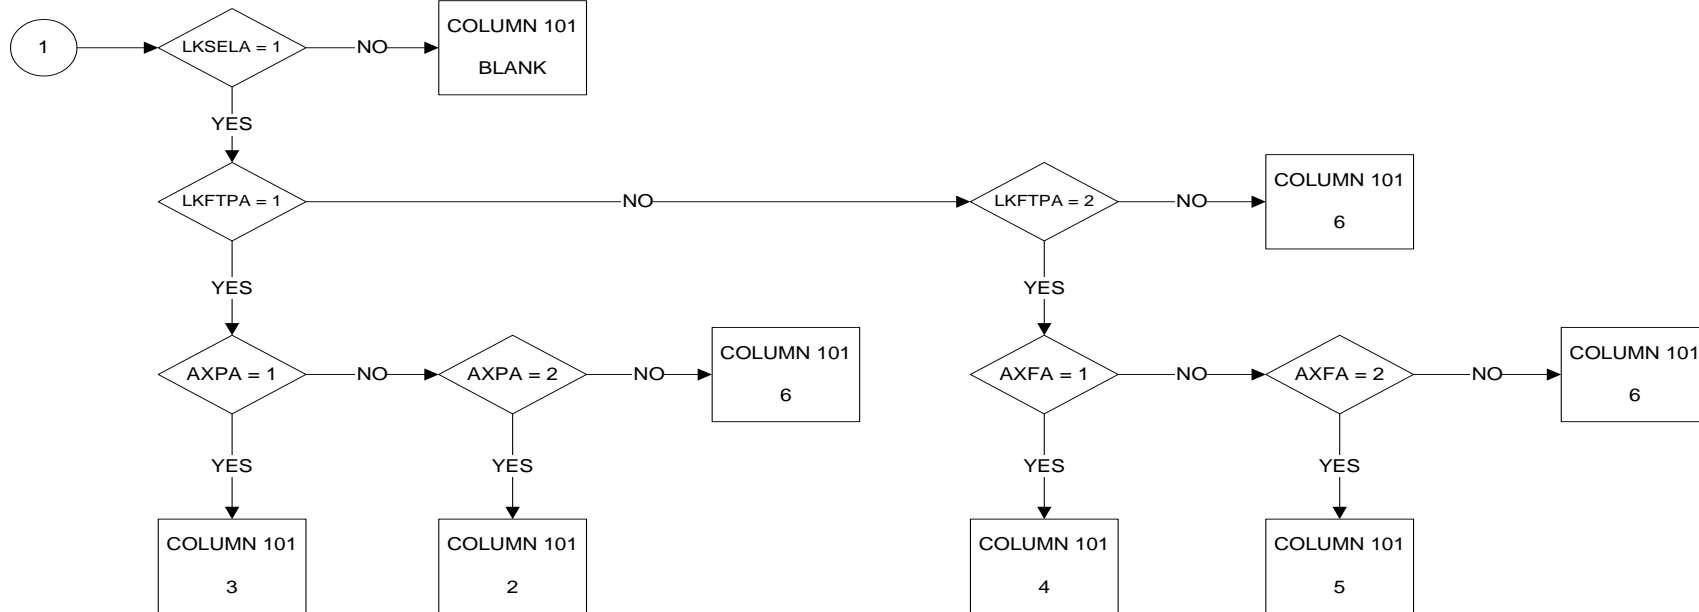 1
LKSELA = 1
NO
COLUMN 101
BLANK
YES
LKFTPA = 1
NO
LKFTPA = 2
NO
COLUMN 101
6
YES
YES
AXPA = 1
NO
AXPA = 2
NO
COLUMN 101
6
AXFA = 1
NO
AXFA = 2
NO
COLUMN 101
6
YES
YES
YES
YES
COLUMN 101
3
COLUMN 101
2
COLUMN 101
4
COLUMN 101
5